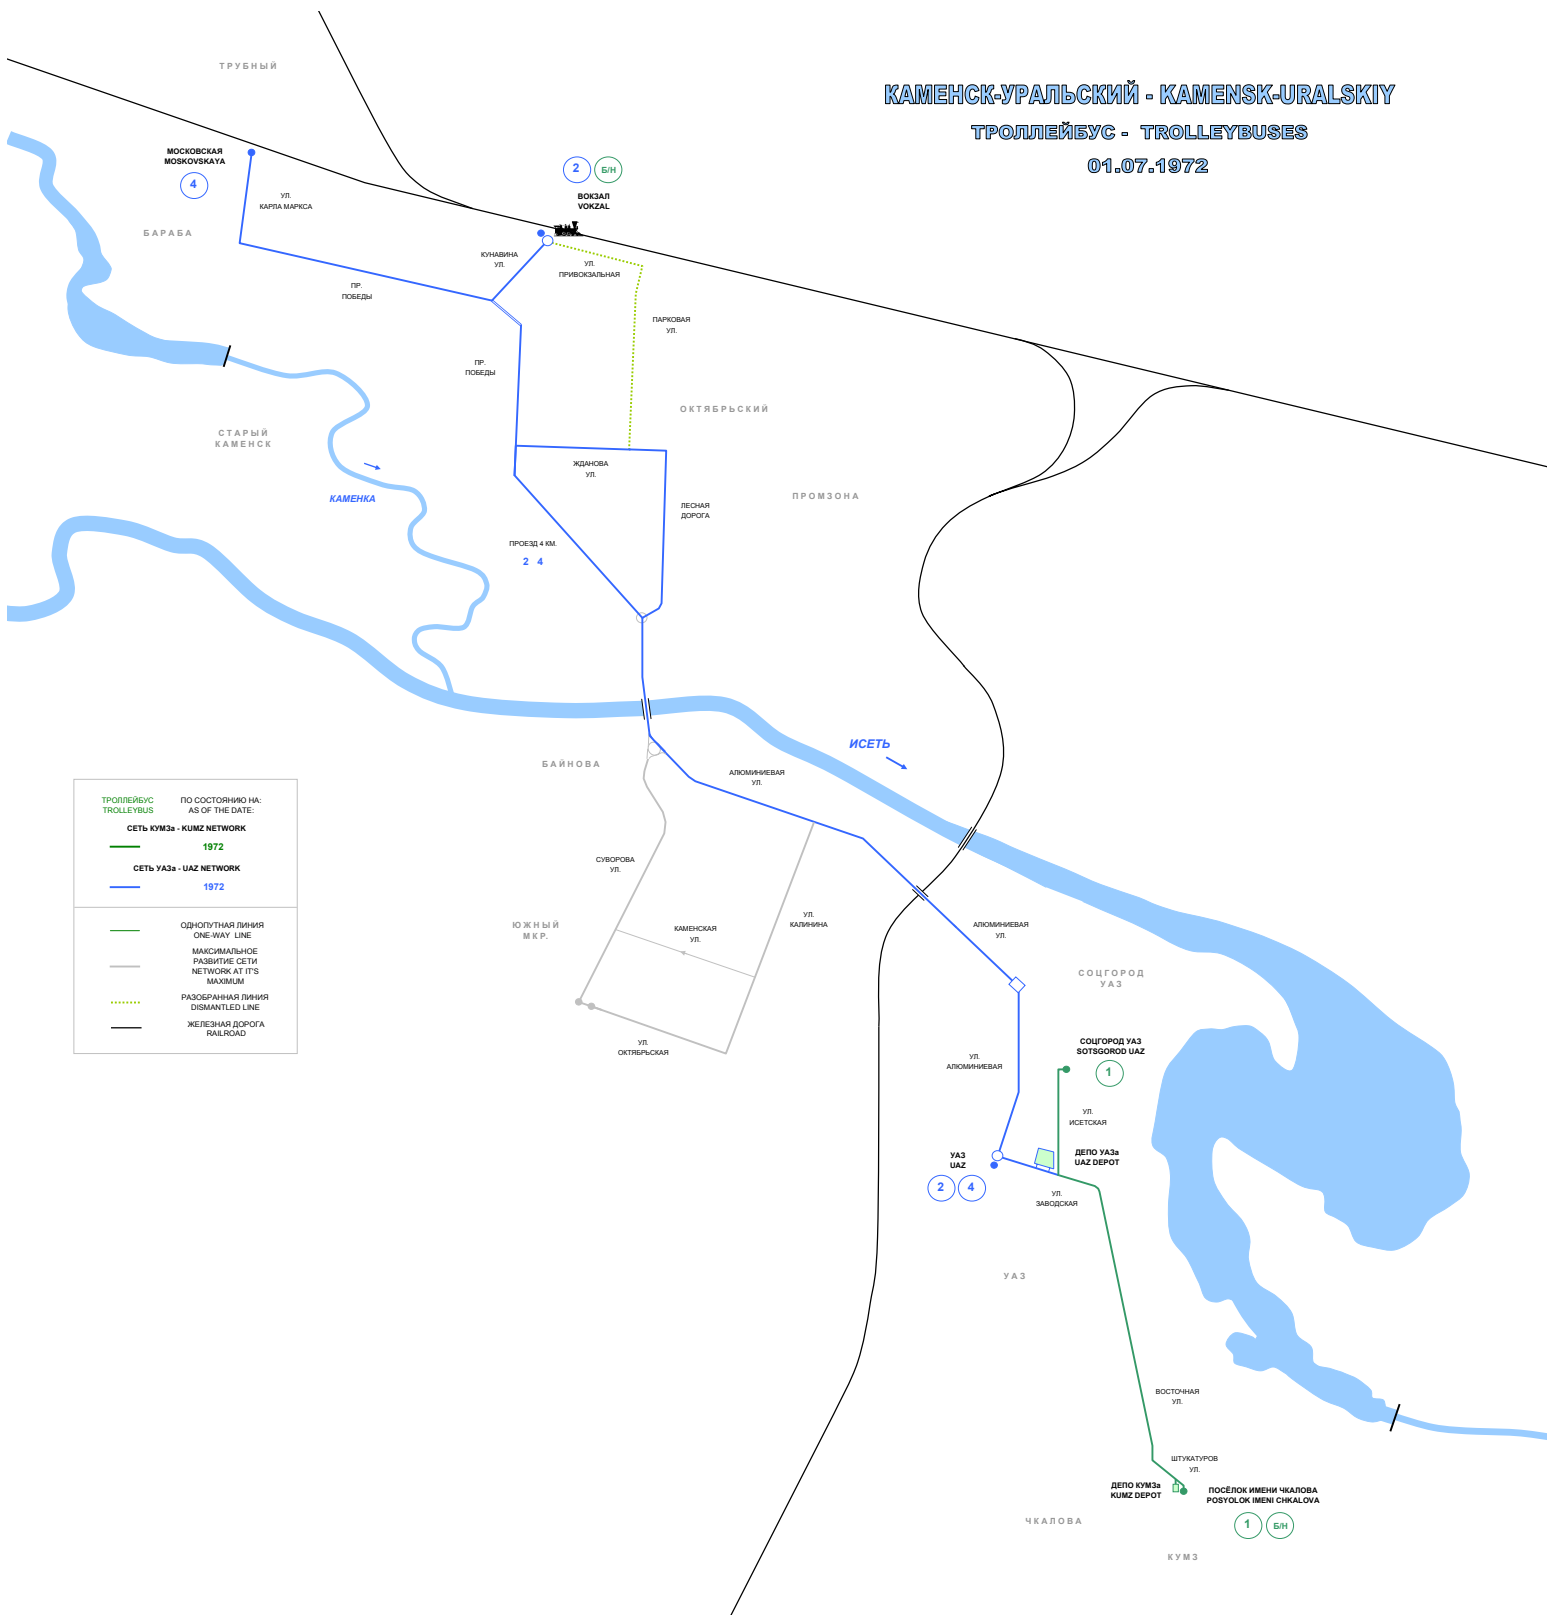 КАМЕНСК-УРАЛЬСКИЙ - KAMENSK-URALSKIY
ТРОЛЛЕЙБУС - TROLLEYBUSES
01.07.1972
ТРУБНЫЙ
МОСКОВСКАЯ
MOSKOVSKAYA
4
УЛ.
КАРЛА МАРКСА
БАРАБА
2
Б/Н
ВОКЗАЛ
VOKZAL
КУНАВИНА
УЛ.
УЛ.
ПРИВОКЗАЛЬНАЯ
ПР.
ПОБЕДЫ
ПАРКОВАЯ
УЛ.
ПР.
ПОБЕДЫ
ОКТЯБРЬСКИЙ
СТАРЫЙ
КАМЕНСК
КАМЕНКА
ЖДАНОВА
УЛ.
ПРОМЗОНА
ЛЕСНАЯ
ДОРОГА
ПРОЕЗД 4 КМ.
2 4
ИСЕТЬ
БАЙНОВА
АЛЮМИНИЕВАЯ
УЛ.
ТРОЛЛЕЙБУС
TROLLEYBUS
ПО СОСТОЯНИЮ НА:
AS OF THE DATE:
СЕТЬ КУМЗа - KUMZ NETWORK
1972
СЕТЬ УАЗа - UAZ NETWORK
1972
ОДНОПУТНАЯ ЛИНИЯ
ONE-WAY LINE
МАКСИМАЛЬНОЕ
РАЗВИТИЕ СЕТИ
NETWORK AT IT'S
MAXIMUM
РАЗОБРАННАЯ ЛИНИЯ
DISMANTLED LINE
ЖЕЛЕЗНАЯ ДОРОГА
RAILROAD
СУВОРОВА
УЛ.
ЮЖНЫЙ
МКР.
КАМЕНСКАЯ
УЛ.
УЛ.
КАЛИНИНА
УЛ.
ОКТЯБРЬСКАЯ
АЛЮМИНИЕВАЯ
УЛ.
СОЦГОРОД
УАЗ
СОЦГОРОД УАЗ
SOTSGOROD UAZ
1
УЛ.
АЛЮМИНИЕВАЯ
УЛ.
ИСЕТСКАЯ
УАЗ
UAZ
2
4
ДЕПО УАЗа
UAZ DEPOT
УЛ.
ЗАВОДСКАЯ
УАЗ
ВОСТОЧНАЯ
УЛ.
ШТУКАТУРОВ
УЛ.
ДЕПО КУМЗа
KUMZ DEPOT
ПОСЁЛОК ИМЕНИ ЧКАЛОВА
POSYOLOK IMENI CHKALOVA
1
Б/Н
ЧКАЛОВА
КУМЗ